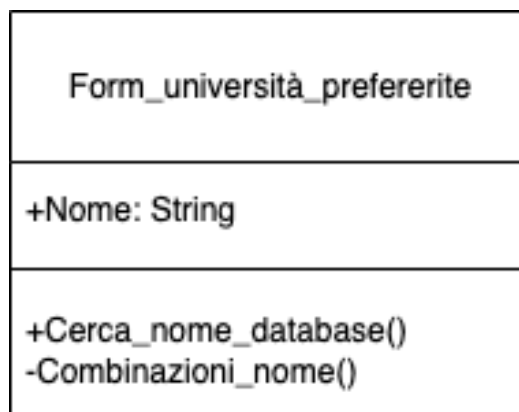 Form_università_prefererite
+Nome: String
+Cerca_nome_database()
-Combinazioni_nome()